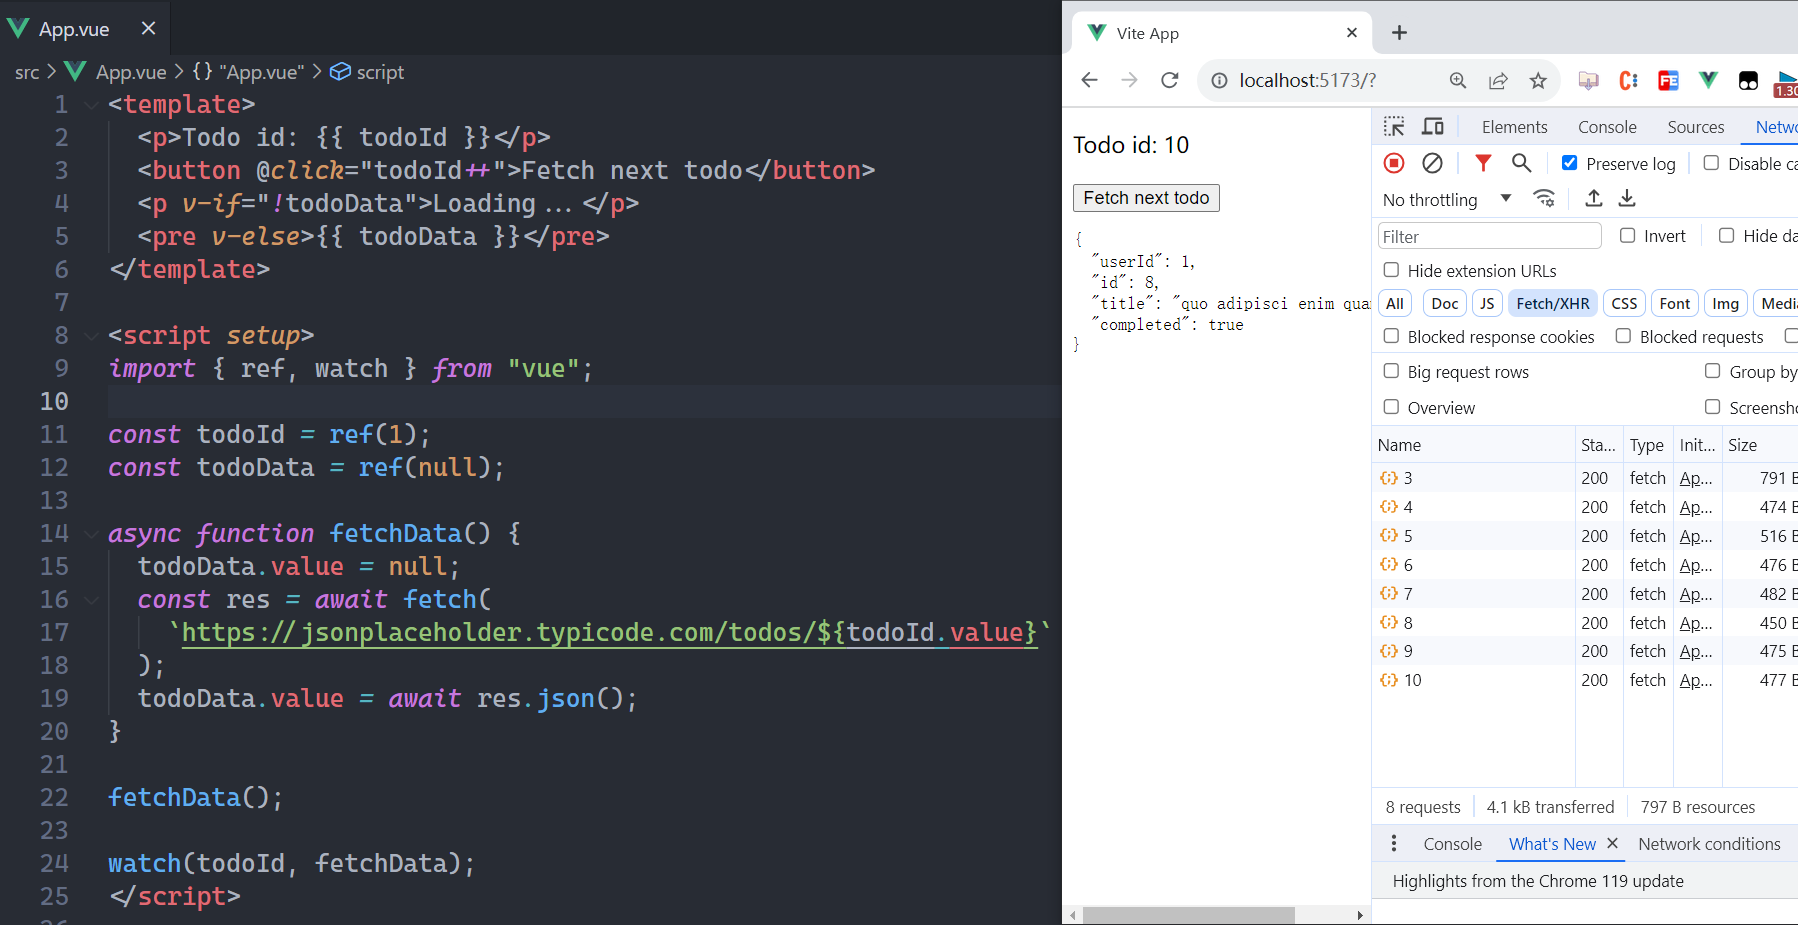 App.vue
src > App.vue > {} "App.vue" > script
1 <template>
2 <p>Todo id: {{ todoId }}</p>
3 <button @click="todoId++">Fetch next todo</button>
4 <p v-if="!todoData">Loading...</p>
5 <pre v-else>{{ todoData }}</pre>
6 </template>
7
8 <script setup>
9 import { ref, watch } from "vue";
10
11 const todoId = ref(1);
12 const todoData = ref(null);
13
14 async function fetchData() {
15 todoData.value = null;
16 const res = await fetch(
17 `https://jsonplaceholder.typicode.com/todos/${todoId.value}`
18 );
19 todoData.value = await res.json();
20 }
21
22 fetchData();
23
24 watch(todoId, fetchData);
25 </script>
Vite App
localhost:5173/?
1.30
Todo id: 10
Fetch next todo
{
"userId": 1,
"id": 8,
"title": "quo adipisci enim qua
"completed": true
}
Elements Console Sources Netwo
Preserve log Disable ca
No throttling
Filter Invert Hide da
Hide extension URLs
All Doc JS Fetch/XHR CSS Font Img Medi
Blocked response cookies Blocked requests
Big request rows Group by
Overview Screensh
Name Sta... Type Init... Size
3 200 fetch Ap... 791 B
4 200 fetch Ap... 474 B
5 200 fetch Ap... 516 B
6 200 fetch Ap... 476 B
7 200 fetch Ap... 482 B
8 200 fetch Ap... 450 B
9 200 fetch Ap... 475 B
10 200 fetch Ap... 477 B
8 requests 4.1 kB transferred 797 B resources
Console What's New Network conditions
Highlights from the Chrome 119 update